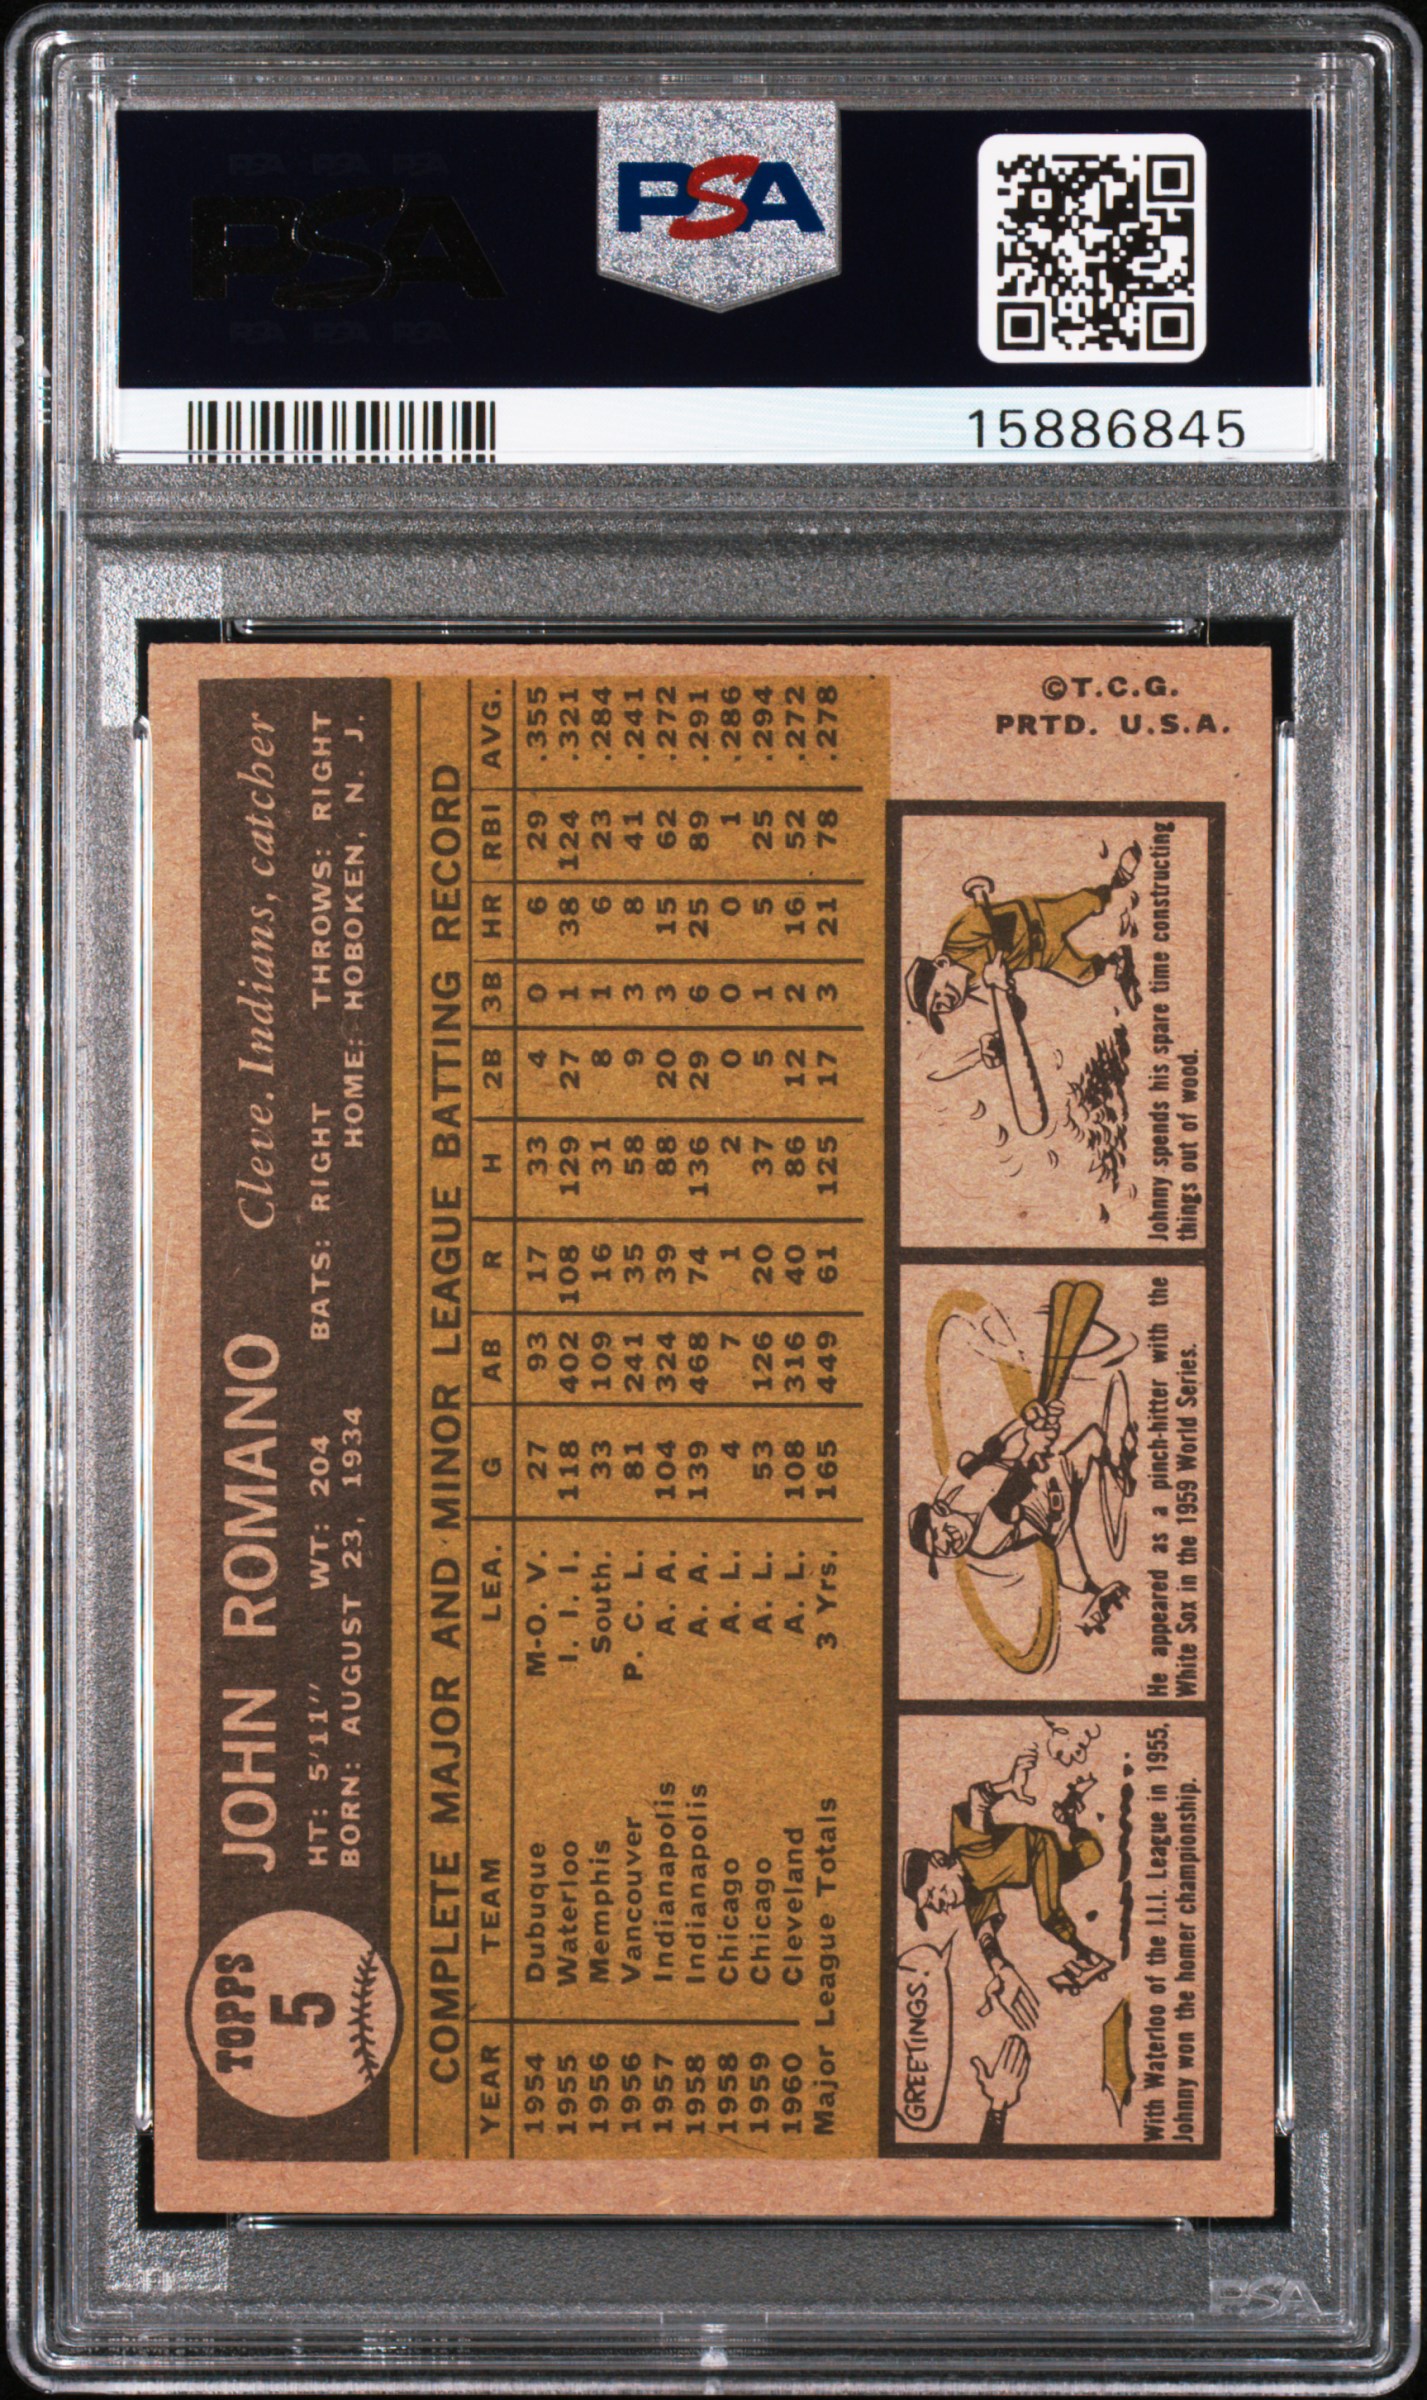 PSA PSA PSA
PSA
PSA PSA PSA
PSA
15886845
TOPPS
5
JOHN ROMANO Cleve. Indians, catcher
HT: 5'11" WT: 204 BATS: RIGHT THROWS: RIGHT
BORN: AUGUST 23, 1934 HOME: HOBOKEN, N. J.
COMPLETE MAJOR AND MINOR LEAGUE BATTING RECORD
YEAR TEAM LEA. G AB R H 2B 3B HR RBI AVG.
1954 Dubuque M-O. V. 27 93 17 33 4 0 6 29 .355
1955 Waterloo I. I. I. 118 402 108 129 27 1 38 124 .321
1956 Memphis South. 33 109 16 31 8 1 6 23 .284
1956 Vancouver P. C. L. 81 241 35 58 9 3 8 41 .241
1957 Indianapolis A. A. 104 324 39 88 20 3 15 62 .272
1958 Indianapolis A. A. 139 468 74 136 29 6 25 89 .291
1958 Chicago A. L. 4 7 1 2 0 0 0 1 .286
1959 Chicago A. L. 53 126 20 37 5 1 5 25 .294
1960 Cleveland A. L. 108 316 40 86 12 2 16 52 .272
Major League Totals 3 Yrs. 165 449 61 125 17 3 21 78 .278
GREETINGS!
With Waterloo of the I.I.I. League in 1955,
Johnny won the homer championship.
He appeared as a pinch-hitter with the
White Sox in the 1959 World Series.
Johnny spends his spare time constructing
things out of wood.
©T.C.G.
PRTD. U.S.A.
PSA